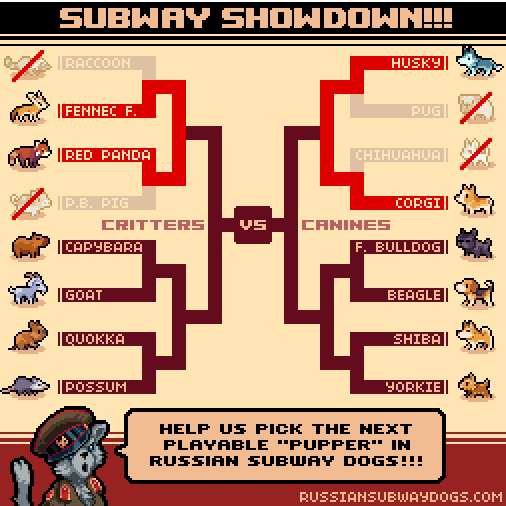 SUBWAY SHOWDOWN!!!
RACCOON
FENNEC F.
RED PANDA
P.B. PIG
CRITTERS
CAPYBARA
GOAT
QUOKKA
POSSUM
VS
HUSKY
PUG
CHIHUAHUA
CORGI
CANINES
F. BULLDOG
BEAGLE
SHIBA
YORKIE
HELP US PICK THE NEXT
PLAYABLE "PUPPER" IN
RUSSIAN SUBWAY DOGS!!!
RUSSIANSUBWAYDOGS.COM